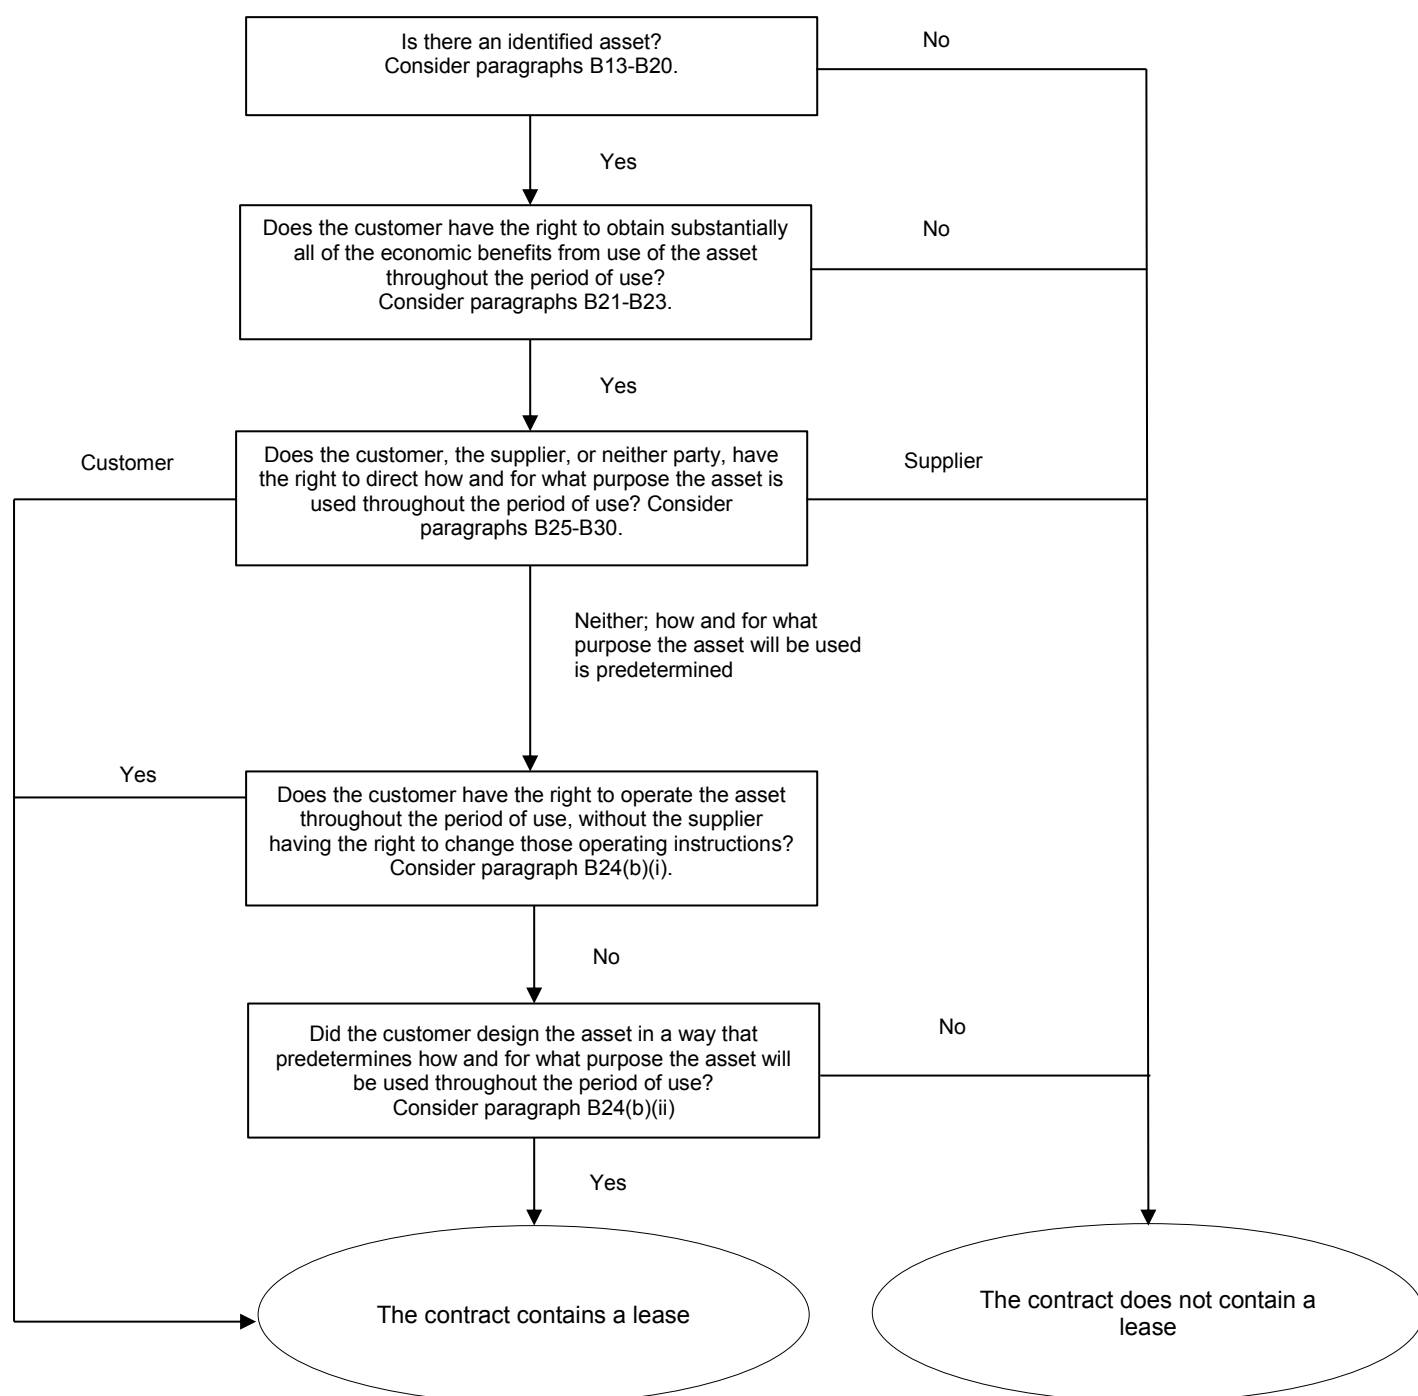 Is there an identified asset?
Consider paragraphs B13-B20.
No
Yes
Does the customer have the right to obtain substantially
all of the economic benefits from use of the asset
throughout the period of use?
Consider paragraphs B21-B23.
No
Yes
Customer
Does the customer, the supplier, or neither party, have
the right to direct how and for what purpose the asset is
used throughout the period of use? Consider
paragraphs B25-B30.
Supplier
Neither; how and for what
purpose the asset will be used
is predetermined
Yes
Does the customer have the right to operate the asset
throughout the period of use, without the supplier
having the right to change those operating instructions?
Consider paragraph B24(b)(i).
No
Did the customer design the asset in a way that
predetermines how and for what purpose the asset will
be used throughout the period of use?
Consider paragraph B24(b)(ii)
No
Yes
The contract contains a lease
The contract does not contain a
lease